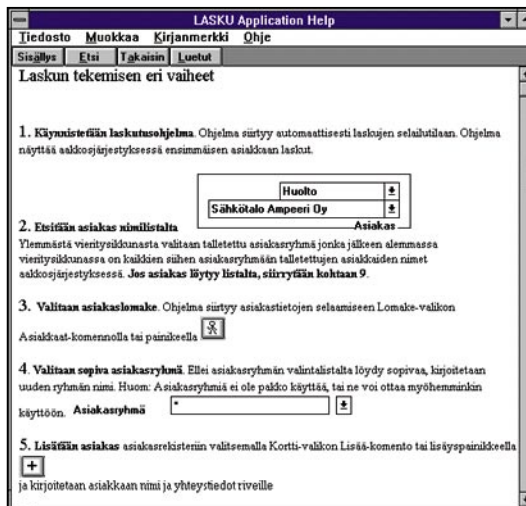 LASKU Application Help
Tiedosto Muokkaa Kirjanmerkki Ohje
Sisällys Etsi Takaisin Luetut
Laskun tekemisen eri vaiheet
1. Käynnistetään laskutusohjelma. Ohjelma siirtyy automaattisesti laskujen selailutilaan. Ohjelma
näyttää aakkosjärjestyksessä ensimmäisen asiakkaan laskut.
Huolto
Sähkötalo Ampeeri Oy
Asiakas
2. Etsitään asiakas nimilistalta
Ylemmästä vieritysikkunasta valitaan talletettu asiakasryhmä jonka jälkeen alemmassa
vieritysikkunassa on kaikkien siihen asiakasryhmään talletettujen asiakkaiden nimet
aakkosjärjestyksessä. Jos asiakas löytyy listalta, siirrytään kohtaan 9.
3. Valitaan asiakaslomake. Ohjelma siirtyy asiakastietojen selaamiseen Lomake-valikon
Asiakkaat-komennolla tai painikeella
4. Valitaan sopiva asiakasryhmä. Ellei asiakasryhmän valintalistalta löydy sopivaa, kirjoitetaan
uuden ryhmän nimi. Huom: Asiakasryhmiä ei ole pakko käyttää, tai ne voi ottaa myöhemminkin
käyttöön. Asiakasryhmä *
5. Lisätään asiakas asiakasrekisteriin valitsemalla Kortti-valikon Lisää-komento tai lisäyspainikkeella
+
ja kirjoitetaan asiakkaan nimi ja yhteystiedot riveille